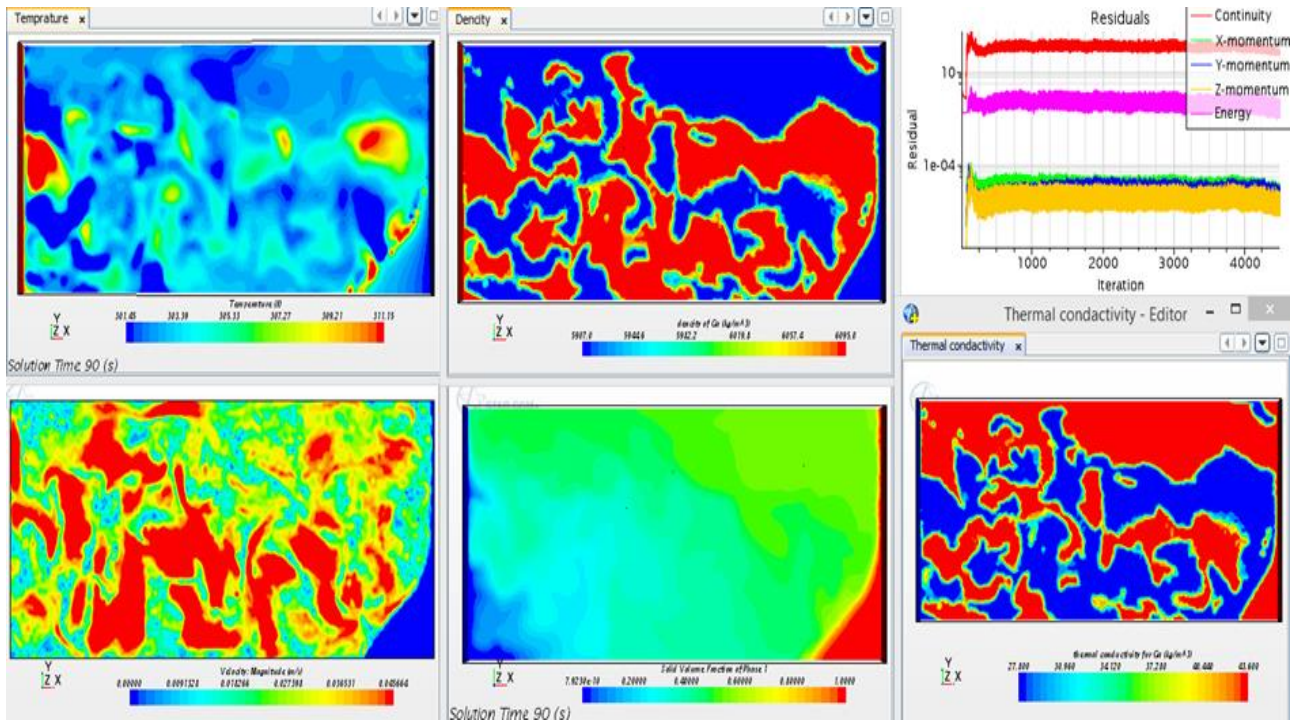 Temprature x
Dencity x
Residuals
Continuity
X-momentum
Y-momentum
Z-momentum
Energy
10
1e-04
Residual
1000 2000 3000 4000
Iteration
Temperature (K)
301.45 303.39 305.33 307.27 309.21 311.15
Y
Z X
Solution Time 90 (s)
density of Ga (kg/m^3)
5907.0 5944.6 5982.2 6019.8 6057.4 6095.0
Y
Z X
Thermal conductivity - Editor
Thermal conductivity x
Velocity: Magnitude (m/s)
0.00000 0.0091328 0.018266 0.027398 0.036531 0.045664
Y
Z X
Solid Volume Fraction of Phase 1
0.20000 0.40000 0.60000 0.80000 1.0000
Y
Z X
Solution Time 90 (s)
thermal conductivity for Ga (kg/m^3)
27.800 30.960 34.120 37.280 40.440 43.600
Y
Z X